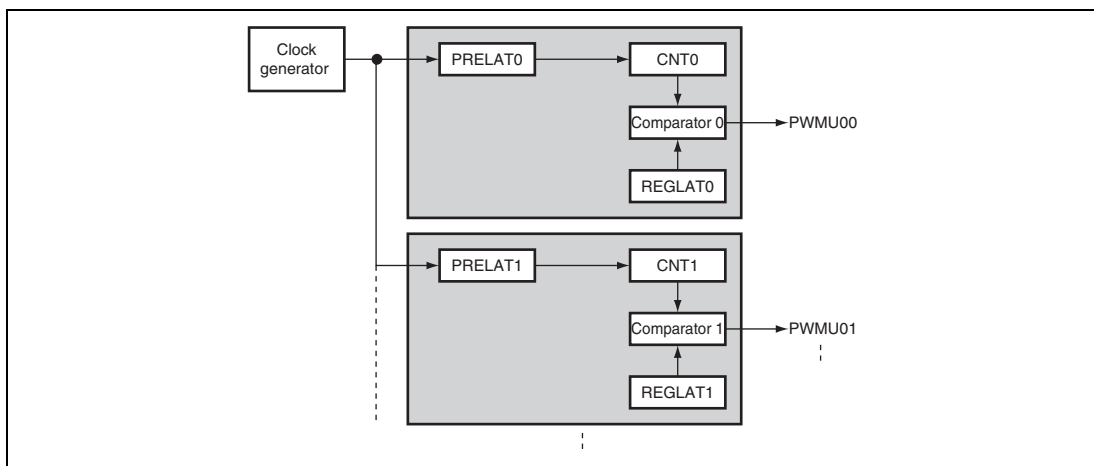 Clock
generator
PRELAT0
CNT0
Comparator 0
PWMU00
REGLAT0
PRELAT1
CNT1
Comparator 1
PWMU01
REGLAT1